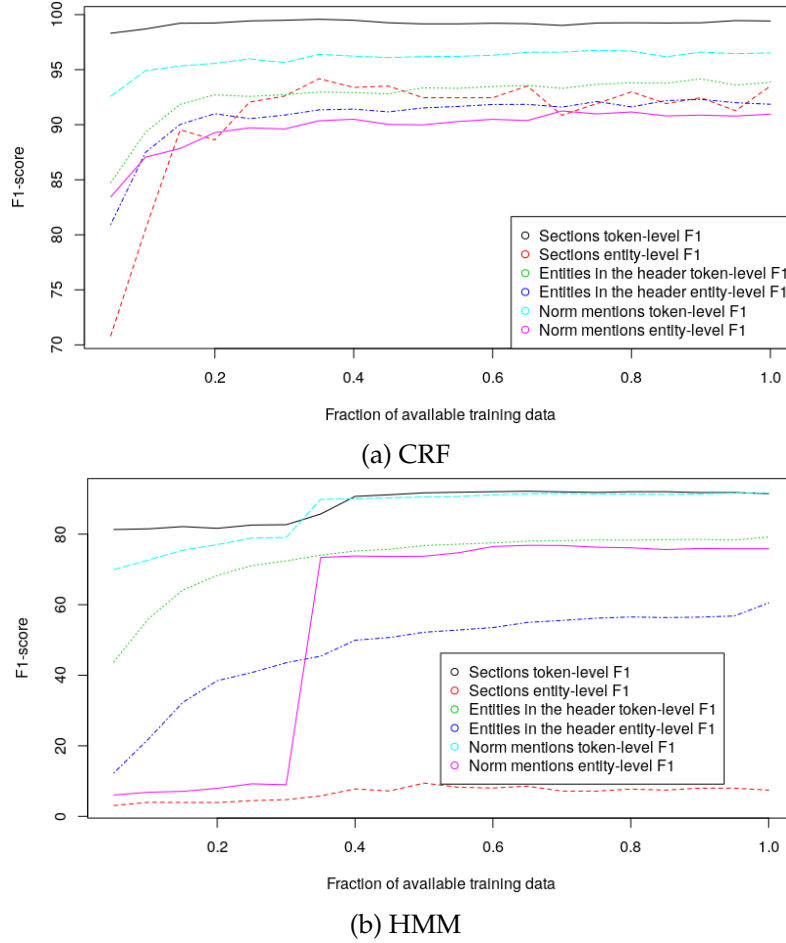 100
95
90
85
80
75
70
F1-score
Sections token-level F1
Sections entity-level F1
Entities in the header token-level F1
Entities in the header entity-level F1
Norm mentions token-level F1
Norm mentions entity-level F1
0.2 0.4 0.6 0.8 1.0
Fraction of available training data
(a) CRF
80
60
40
20
0
F1-score
Sections token-level F1
Sections entity-level F1
Entities in the header token-level F1
Entities in the header entity-level F1
Norm mentions token-level F1
Norm mentions entity-level F1
0.2 0.4 0.6 0.8 1.0
Fraction of available training data
(b) HMM